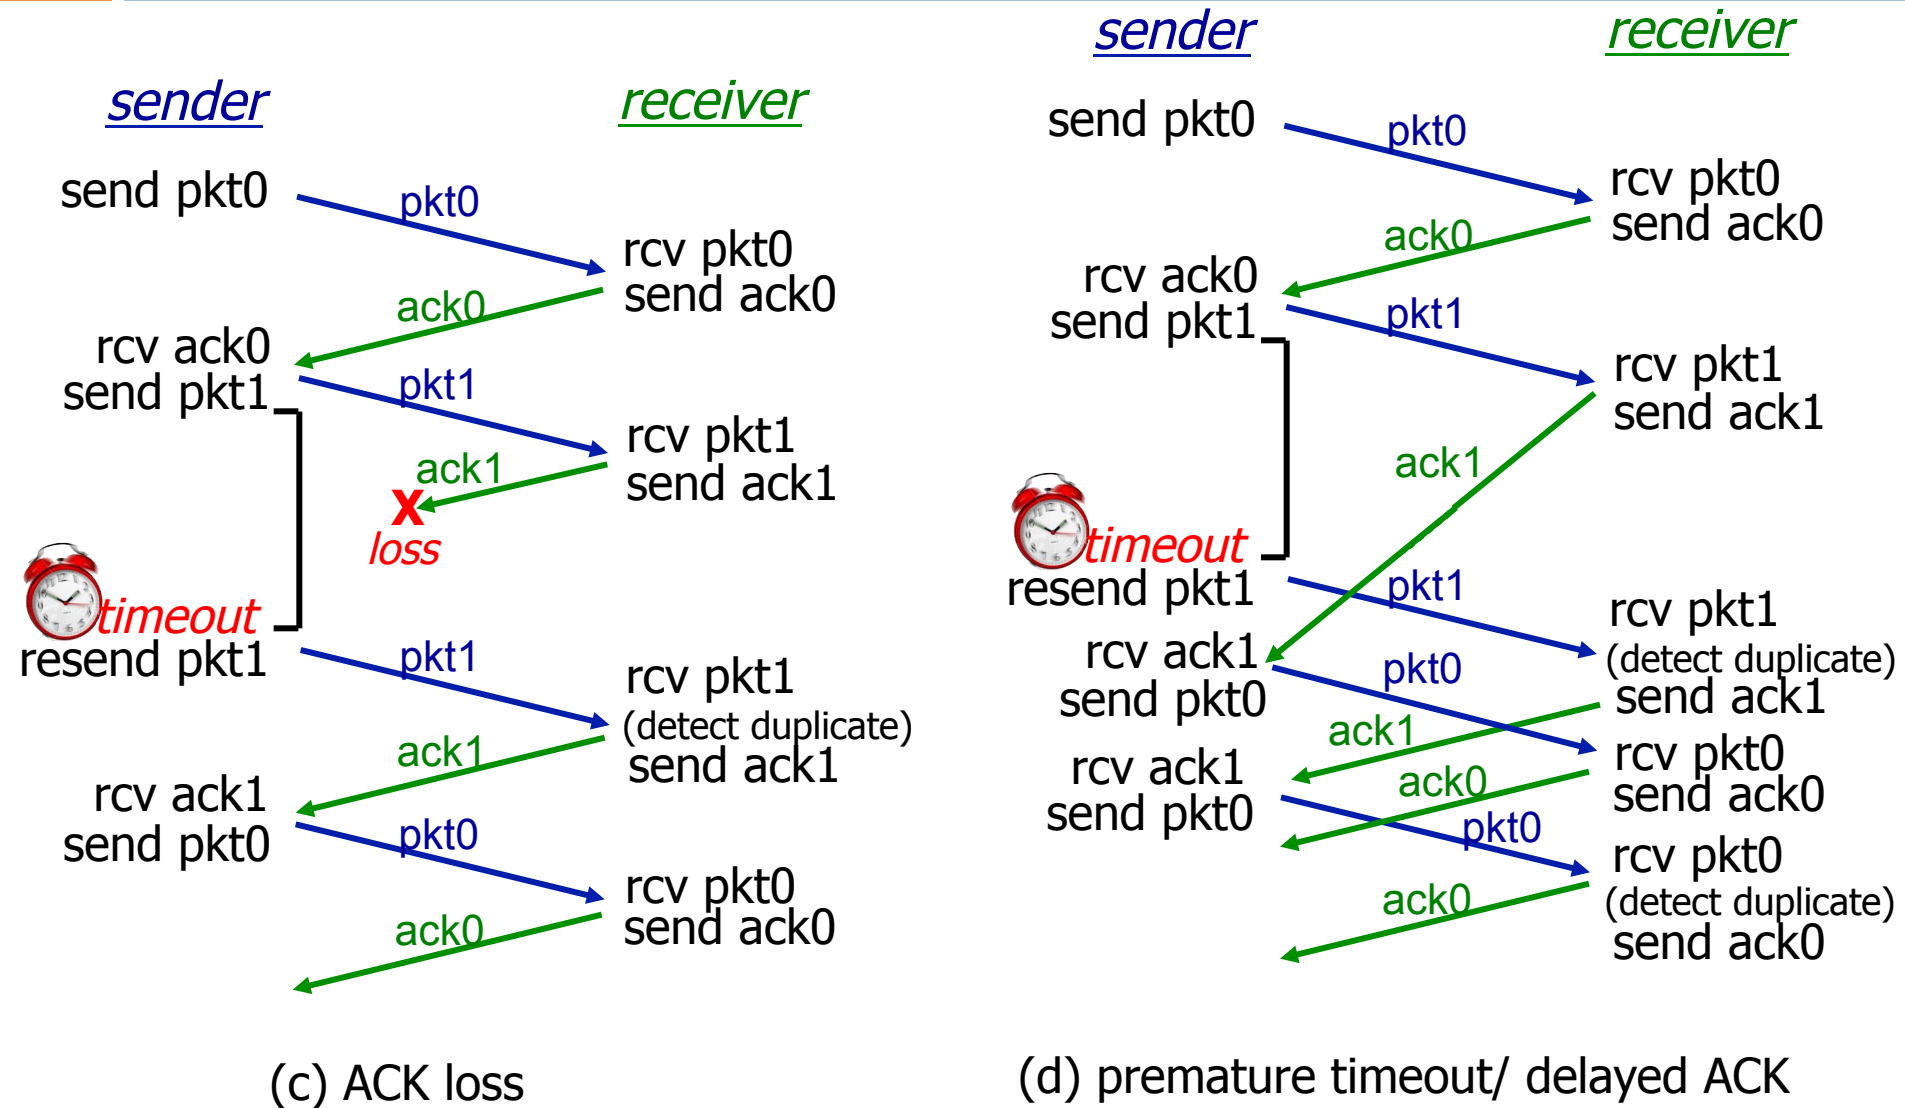 sender
receiver
send pkt0
pkt0
rcv pkt0
send ack0
ack0
rcv ack0
send pkt1
pkt1
rcv pkt1
send ack1
ack1
X
loss
timeout
resend pkt1
pkt1
rcv pkt1
(detect duplicate)
send ack1
ack1
rcv ack1
send pkt0
pkt0
rcv pkt0
send ack0
ack0
(c) ACK loss
sender
receiver
send pkt0
pkt0
rcv pkt0
send ack0
ack0
rcv ack0
send pkt1
pkt1
rcv pkt1
send ack1
ack1
timeout
resend pkt1
pkt1
rcv pkt1
(detect duplicate)
send ack1
rcv ack1
send pkt0
pkt0
ack1
rcv pkt0
send ack0
rcv ack1
send pkt0
ack0
pkt0
rcv pkt0
(detect duplicate)
send ack0
ack0
(d) premature timeout/ delayed ACK